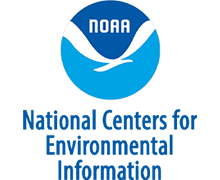 NOAA
National Centers for
Environmental
Information